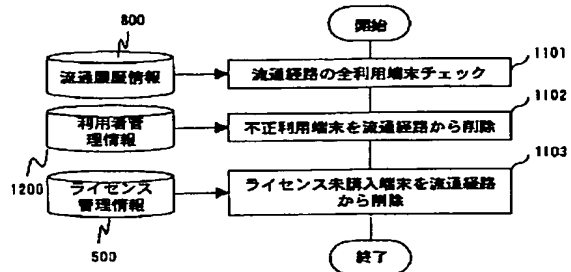 800
開始
1101
流通履歴情報
流通経路の全利用端末チェック
1102
利用者管
理情報
不正利用端末を流通経路から削除
1103
1200
ライセンス
管理情報
ライセンス未購入端末を流通経路
から削除
500
終了